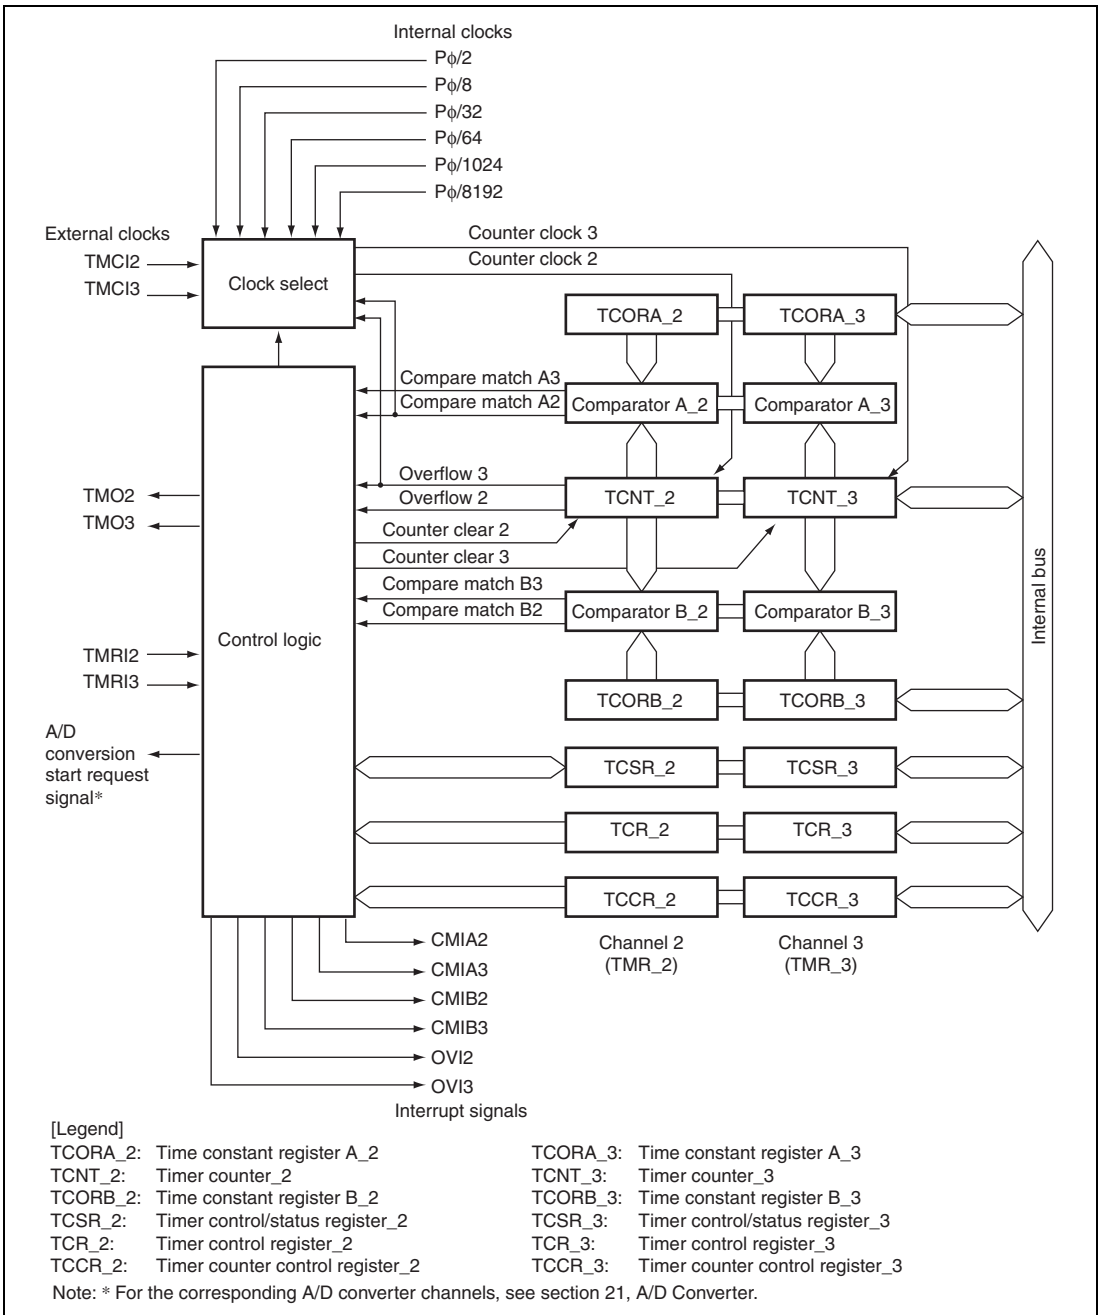 Internal clocks
Pϕ/2
Pϕ/8
Pϕ/32
Pϕ/64
Pϕ/1024
Pϕ/8192
External clocks
TMCI2
TMCI3
Clock select
Counter clock 3
Counter clock 2
TCORA_2
TCORA_3
Compare match A3
Compare match A2
Comparator A_2
Comparator A_3
TMO2
TMO3
Overflow 3
Overflow 2
TCNT_2
TCNT_3
Counter clear 2
Counter clear 3
Compare match B3
Compare match B2
Comparator B_2
Comparator B_3
Internal bus
Control logic
TMRI2
TMRI3
TCORB_2
TCORB_3
A/D
conversion
start request
signal*
TCSR_2
TCSR_3
TCR_2
TCR_3
TCCR_2
TCCR_3
Channel 2
(TMR_2)
Channel 3
(TMR_3)
CMIA2
CMIA3
CMIB2
CMIB3
OVI2
OVI3
Interrupt signals
[Legend]
TCORA_2: Time constant register A_2
TCNT_2: Timer counter_2
TCORB_2: Time constant register B_2
TCSR_2: Timer control/status register_2
TCR_2: Timer control register_2
TCCR_2: Timer counter control register_2
TCORA_3: Time constant register A_3
TCNT_3: Timer counter_3
TCORB_3: Time constant register B_3
TCSR_3: Timer control/status register_3
TCR_3: Timer control register_3
TCCR_3: Timer counter control register_3
Note: * For the corresponding A/D converter channels, see section 21, A/D Converter.